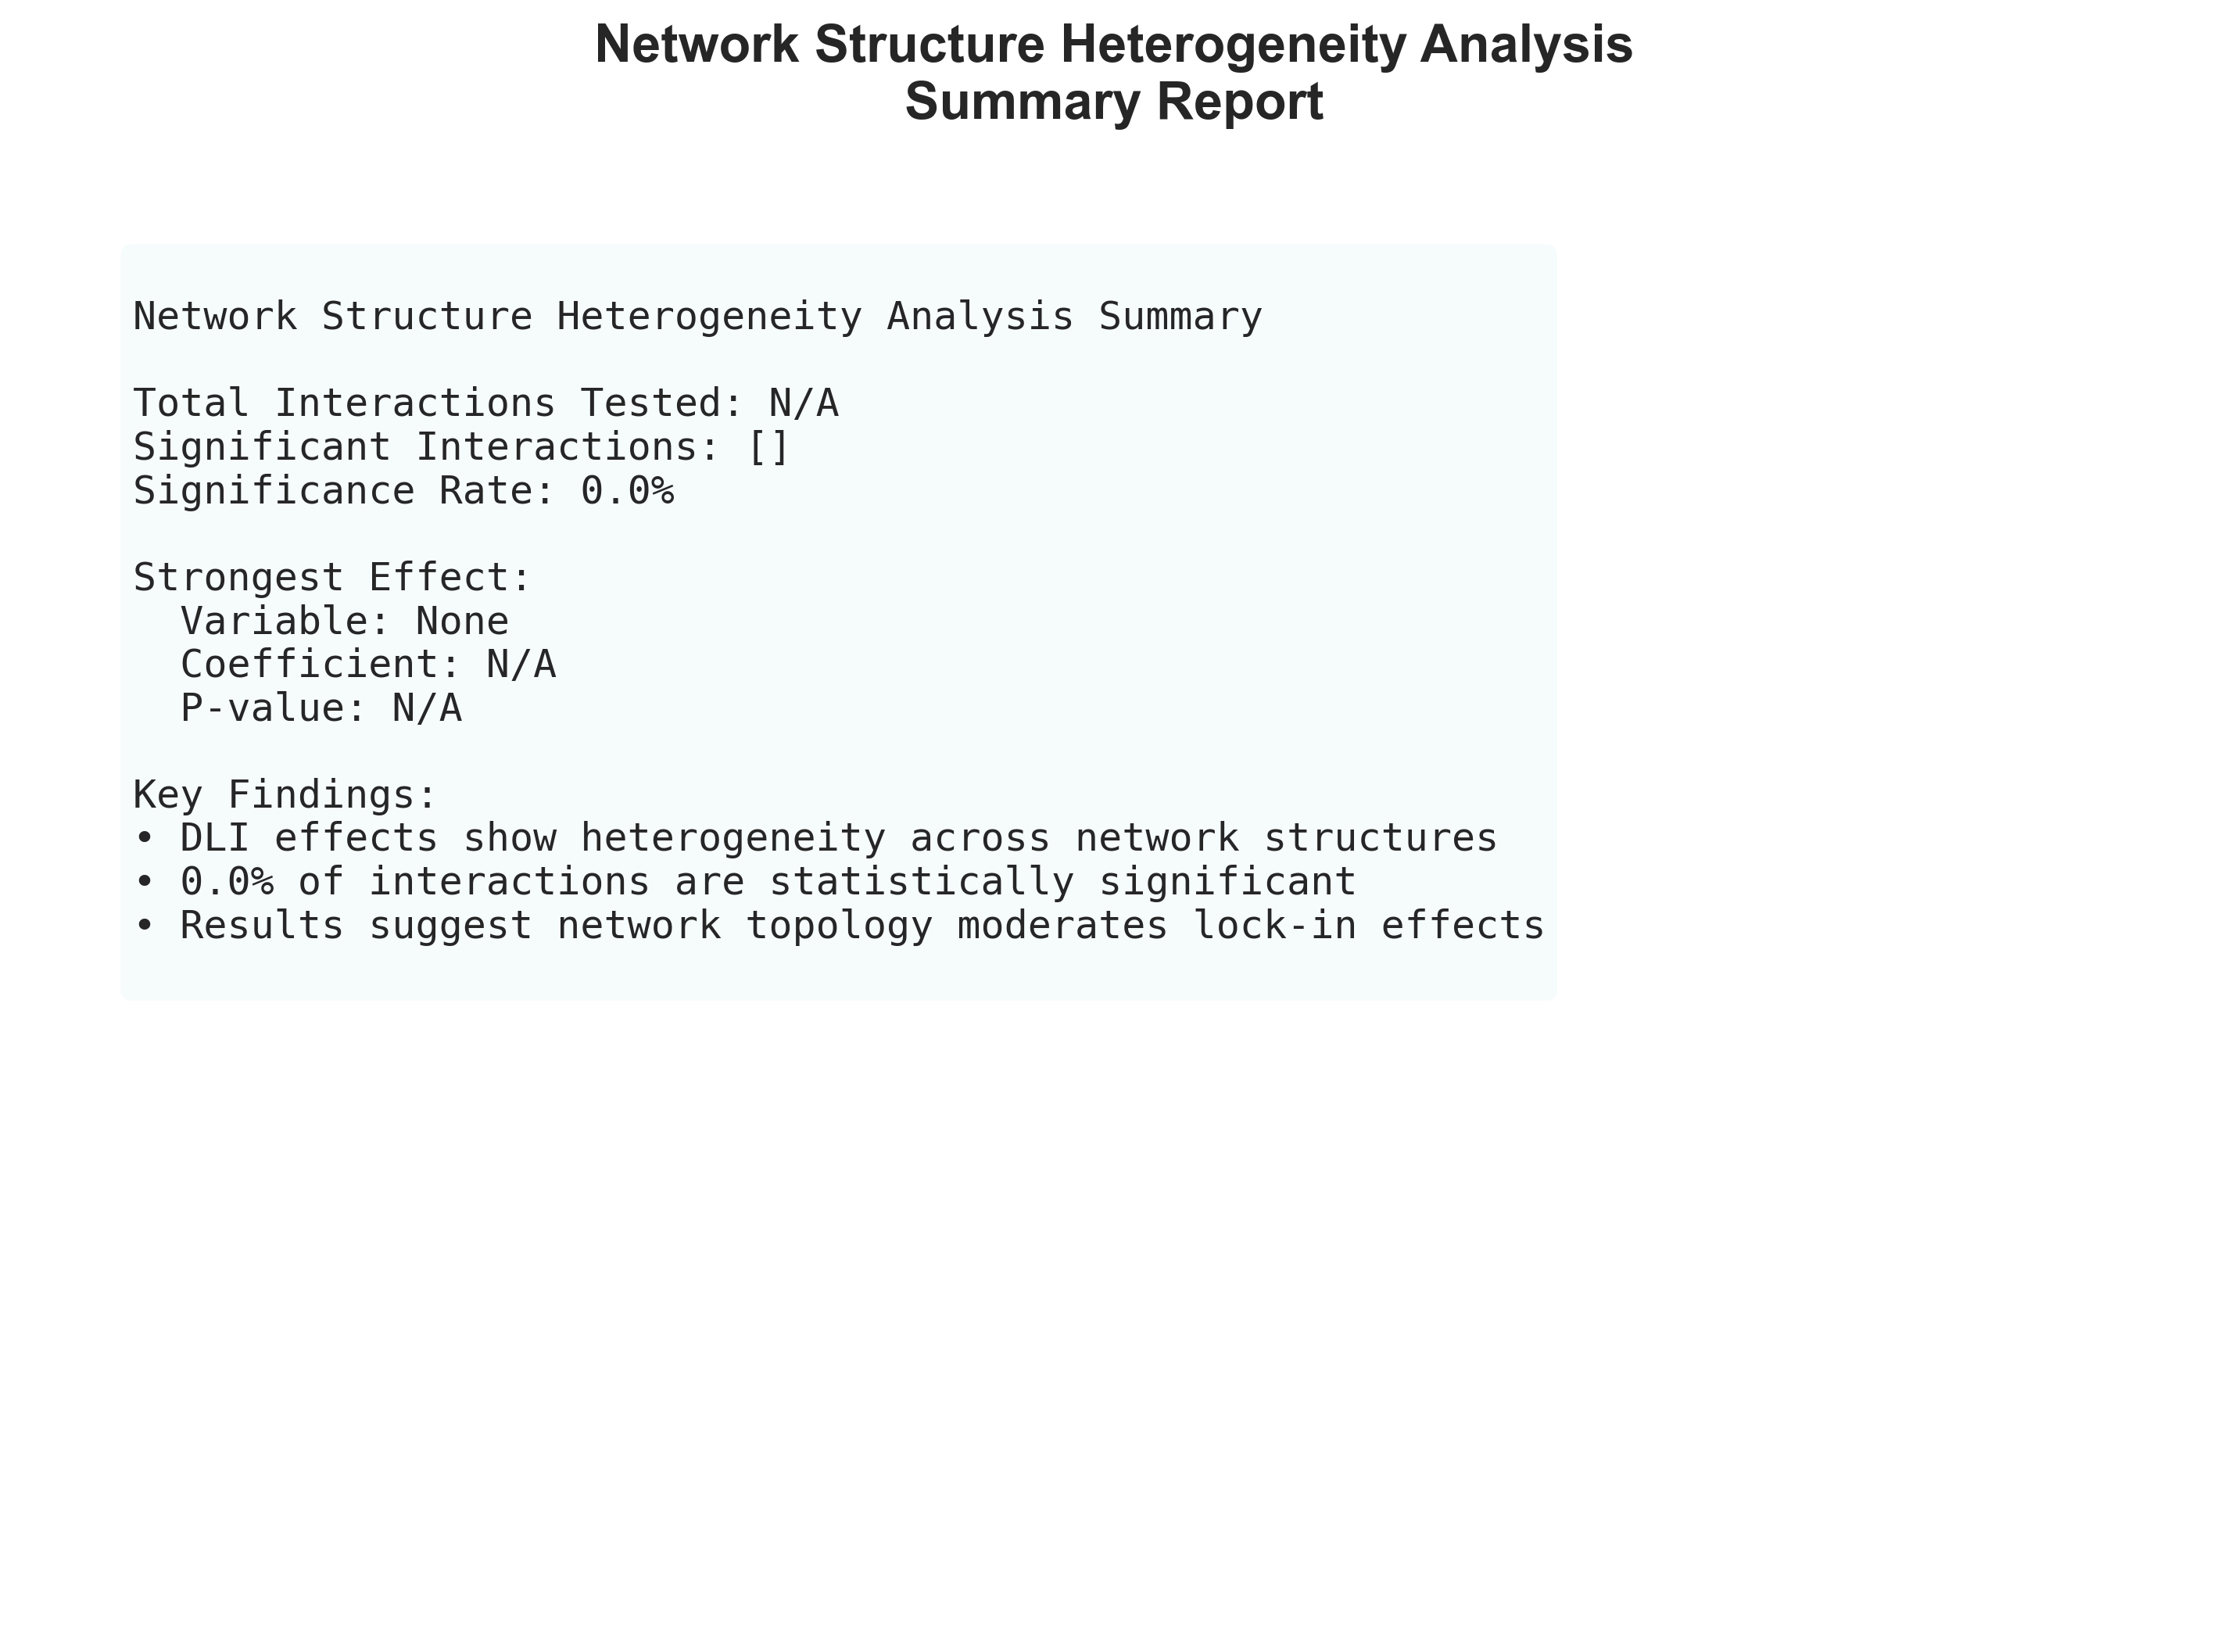 Network Structure Heterogeneity Analysis
Summary Report
Network Structure Heterogeneity Analysis Summary
Total Interactions Tested: N/A
Significant Interactions: []
Significance Rate: 0.0%
Strongest Effect:
Variable: None
Coefficient: N/A
P-value: N/A
Key Findings:
• DLI effects show heterogeneity across network structures
• 0.0% of interactions are statistically significant
• Results suggest network topology moderates lock-in effects